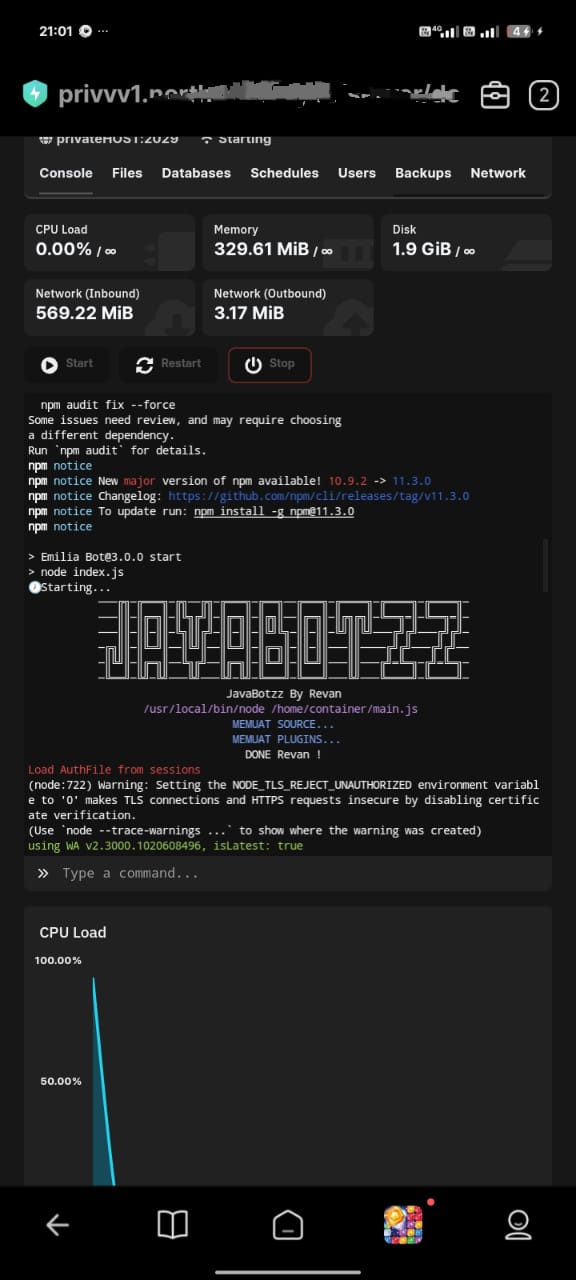 21:01
4G
4
privvv1.
2
privateHOST:2029
Starting
Console Files Databases Schedules Users Backups Network
CPU Load
0.00% / ∞
Memory
329.61 MiB / ∞
Disk
1.9 GiB / ∞
Network (Inbound)
569.22 MiB
Network (Outbound)
3.17 MiB
Start Restart Stop
npm audit fix --force
Some issues need review, and may require choosing
a different dependency.
Run `npm audit` for details.
npm notice
npm notice New major version of npm available! 10.9.2 -> 11.3.0
npm notice Changelog: https://github.com/npm/cli/releases/tag/v11.3.0
npm notice To update run: npm install -g npm@11.3.0
npm notice
> Emilia Bot@3.0.0 start
> node index.js
🕗Starting...
JAVABOTZZ
JavaBotzz By Revan
/usr/local/bin/node /home/container/main.js
MEMUAT SOURCE...
MEMUAT PLUGINS...
DONE Revan !
Load AuthFile from sessions
(node:722) Warning: Setting the NODE_TLS_REJECT_UNAUTHORIZED environment variabl
e to '0' makes TLS connections and HTTPS requests insecure by disabling certific
ate verification.
(Use `node --trace-warnings ...` to show where the warning was created)
using WA v2.3000.1020608496, isLatest: true
» Type a command...
CPU Load
100.00%
50.00%